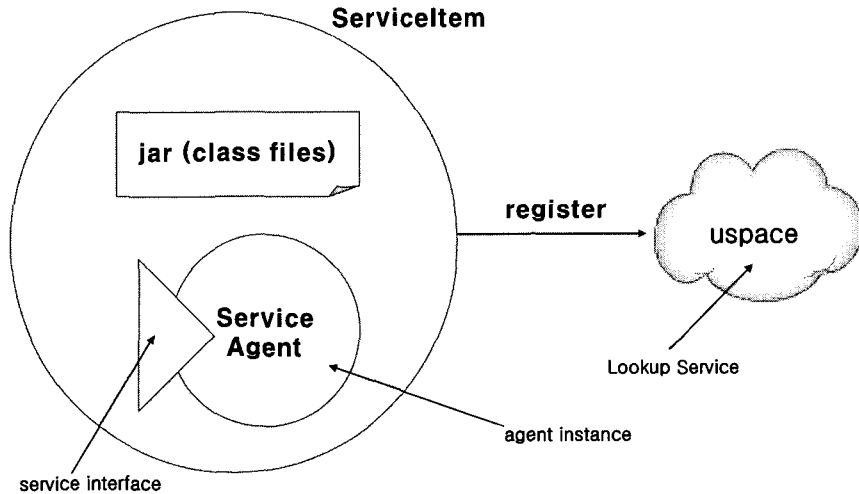 ServiceItem
jar (class files)
register
uspace
Service
Agent
Lookup Service
agent instance
service interface